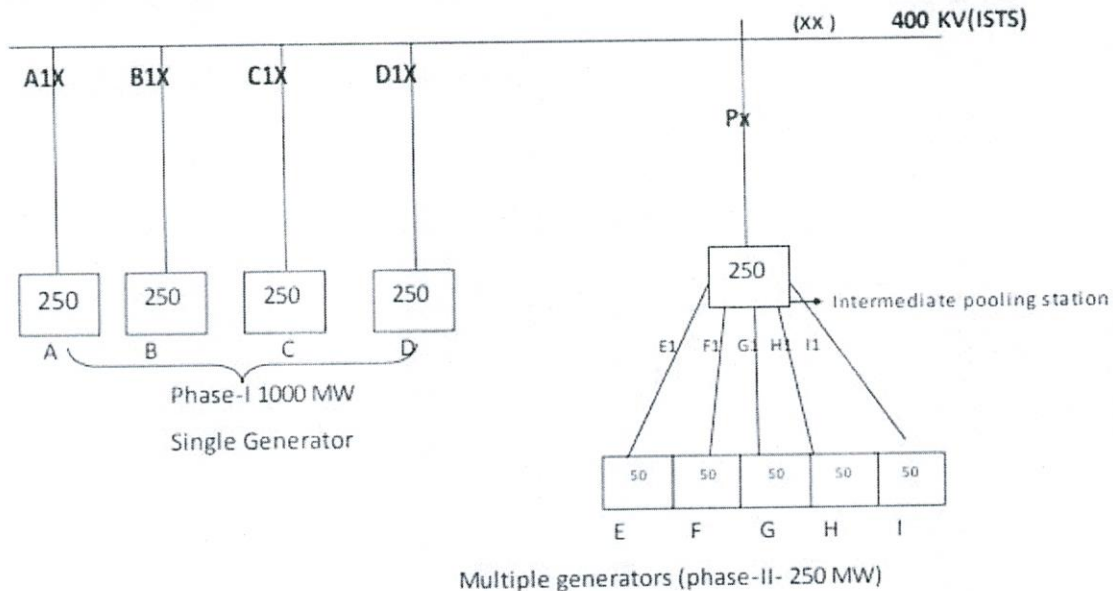 (XX ) 400 KV(ISTS)
A1X B1X C1X D1X
Px
250 250 250 250
250
Intermediate pooling station
A B C D
E1 F1 G1 H1 I1
Phase-I 1000 MW
Single Generator
50 50 50 50 50
E F G H I
Multiple generators (phase-II- 250 MW)